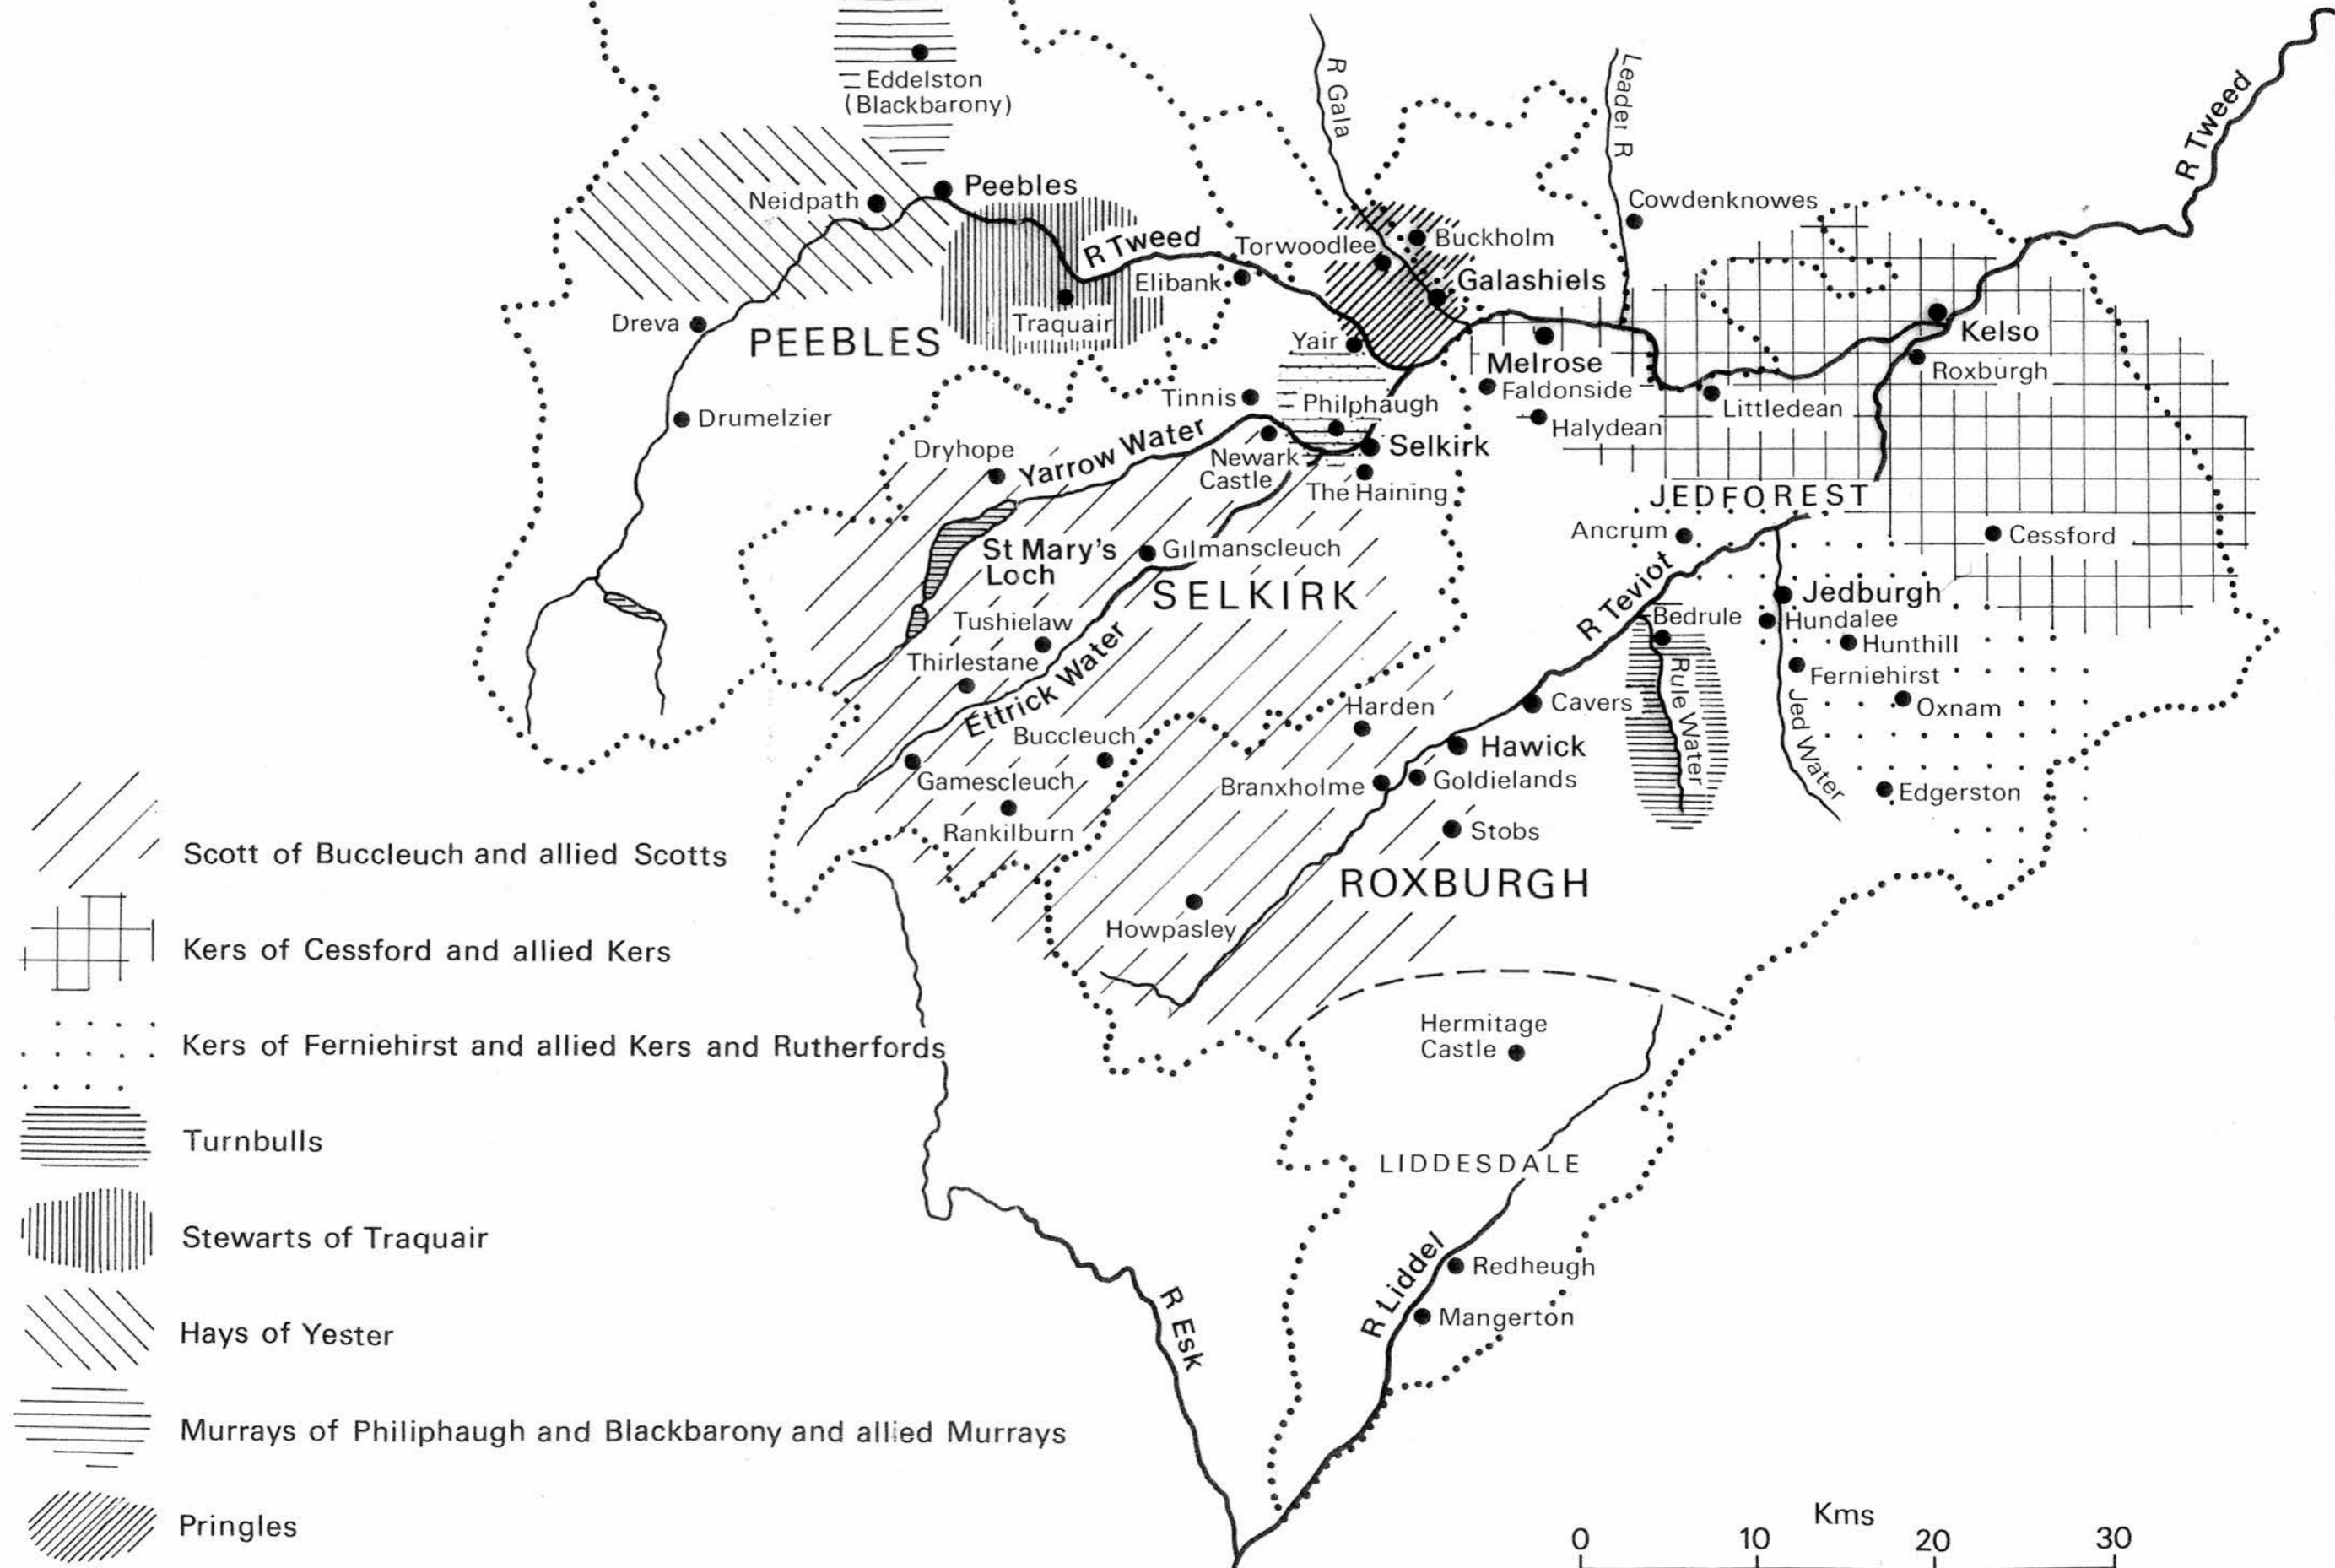 Eddelston
(Blackbarony)
R Gala
Leader R
R Tweed
Neidpath
Peebles
Cowdenknowes
R Tweed
Torwoodlee
Buckholm
Elibank
Galashiels
Dreva
PEEBLES
Traquair
Yair
Kelso
Melrose
Roxburgh
Tinnis
Philphaugh
Faldonside
Littledean
Drumelzier
Halydean
Dryhope
Yarrow Water
Newark
Castle
Selkirk
The Haining
JEDFOREST
Ancrum
Cessford
St Mary's
Loch
Gilmanscleuch
SELKIRK
R Teviot
Jedburgh
Tushielaw
Bedrule
Hundalee
Hunthill
Thirlestane
Ferniehirst
Ettrick Water
Rule Water
Jed Water
Harden
Cavers
Oxnam
Buccleuch
Hawick
Gamescleuch
Branxholme
Goldielands
Edgerston
Rankilburn
Stobs
ROXBURGH
Howpasley
Hermitage
Castle
LIDDESDALE
R Liddel
Redheugh
Mangerton
R Esk
Scott of Buccleuch and allied Scotts
Kers of Cessford and allied Kers
Kers of Ferniehirst and allied Kers and Rutherfords
Turnbulls
Stewarts of Traquair
Hays of Yester
Murrays of Philiphaugh and Blackbarony and allied Murrays
Pringles
Kms
0 10 20 30